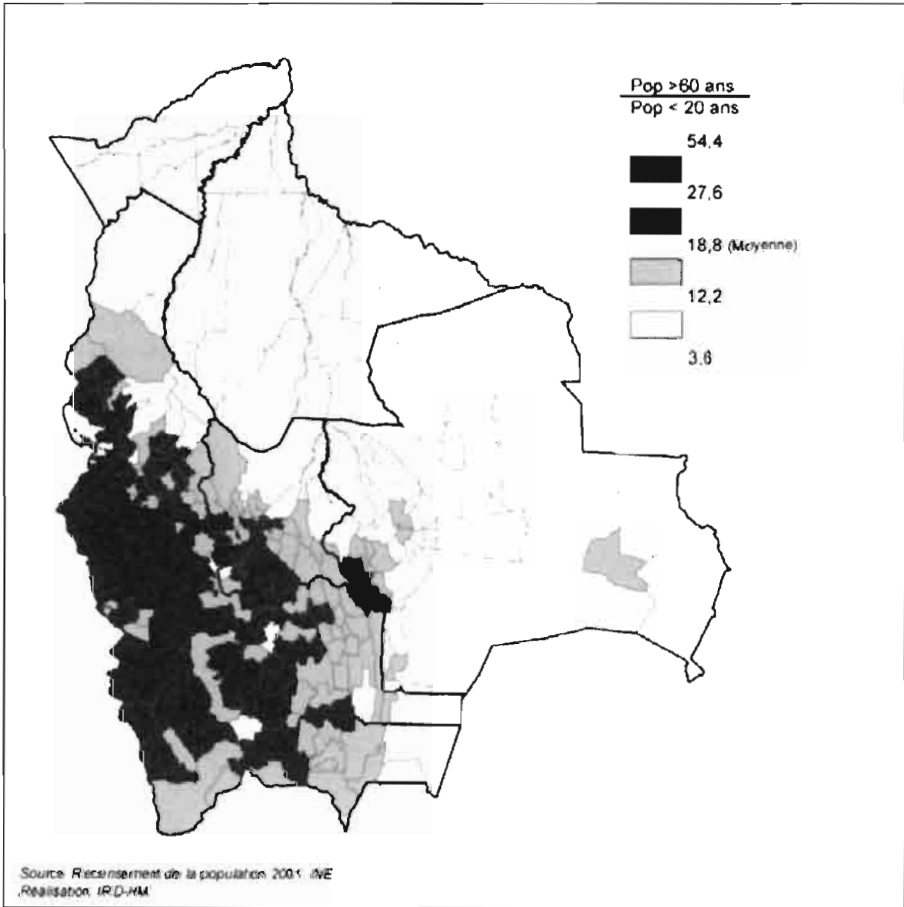 Pop >60 ans
Pop < 20 ans
54,4
27,6
18,8 (Moyenne)
12,2
3,6
Source: Recensement de la population 2001, INE
Réalisation: IRD-HM